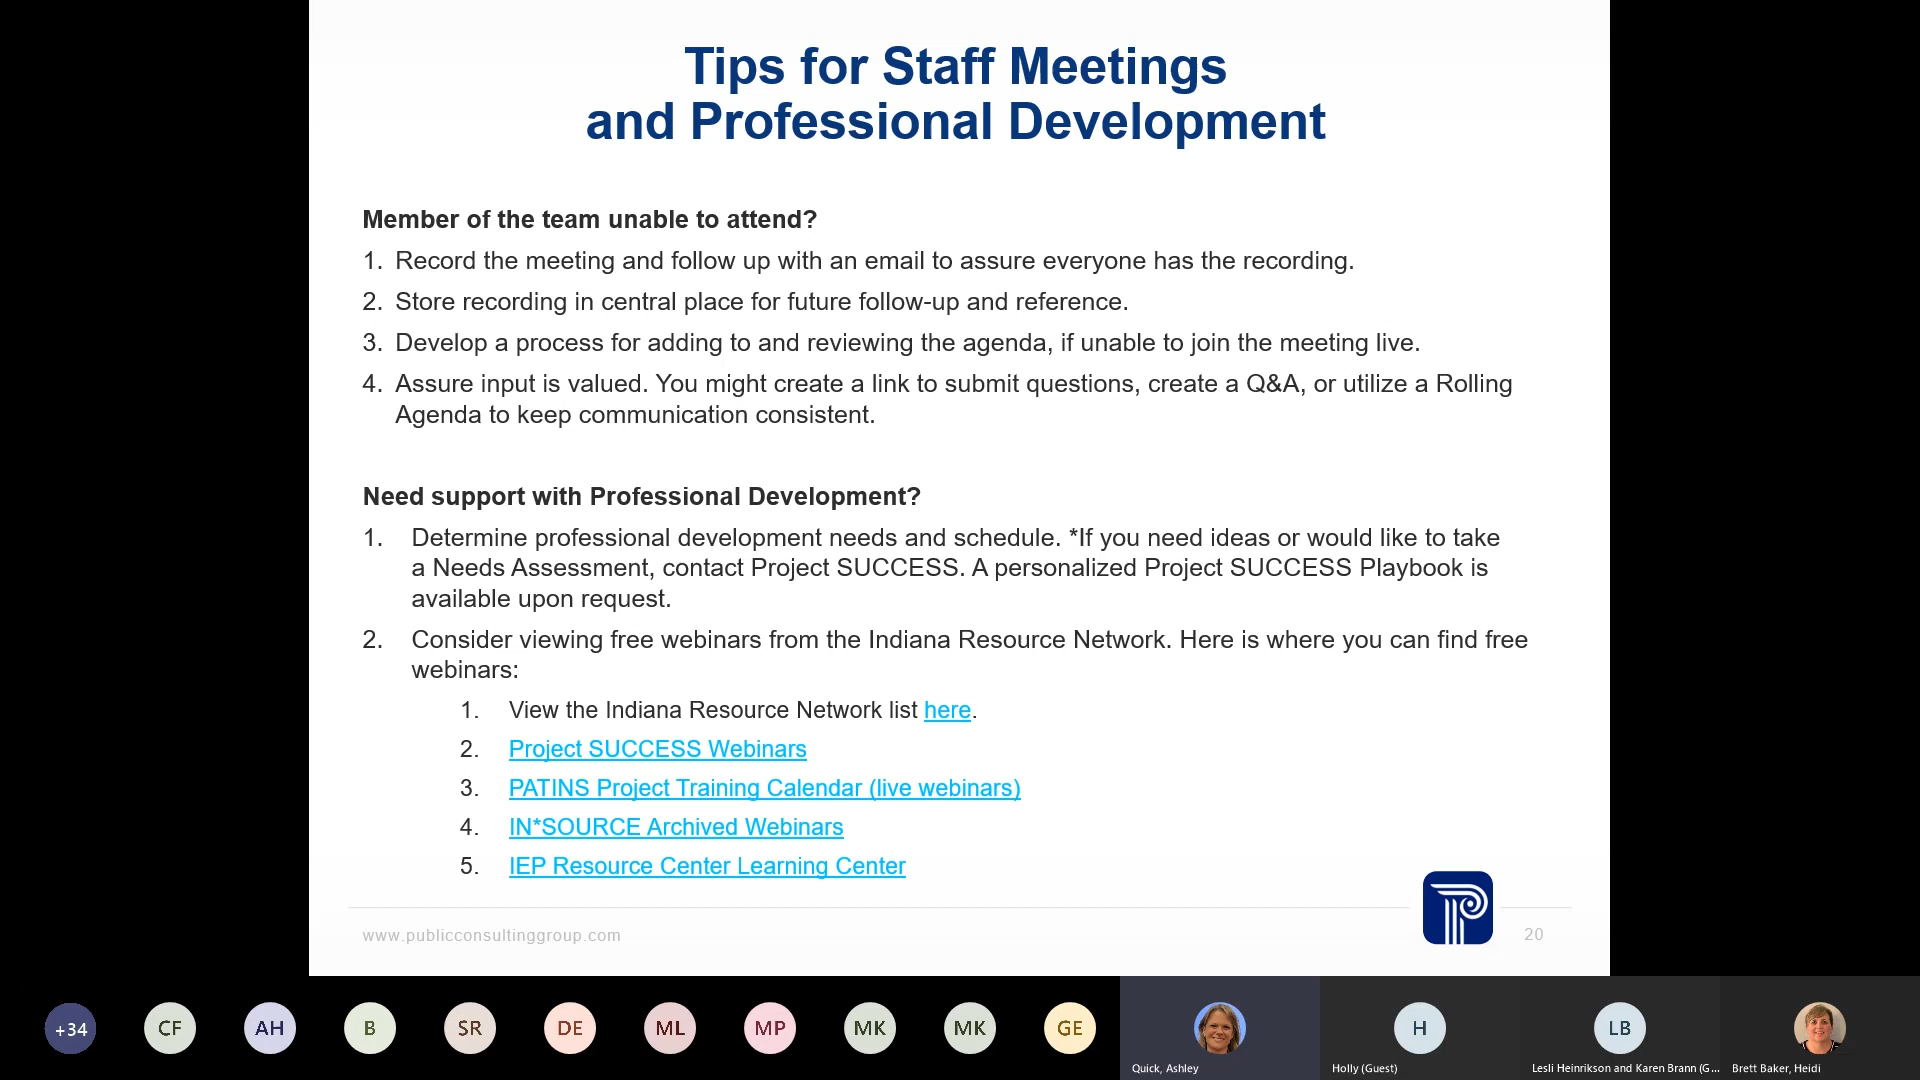 Tips for Staff Meetings
and Professional Development
Member of the team unable to attend?
1. Record the meeting and follow up with an email to assure everyone has the recording.
2. Store recording in central place for future follow-up and reference.
3. Develop a process for adding to and reviewing the agenda, if unable to join the meeting live.
4. Assure input is valued. You might create a link to submit questions, create a Q&A, or utilize a Rolling
Agenda to keep communication consistent.
Need support with Professional Development?
1. Determine professional development needs and schedule. *If you need ideas or would like to take
a Needs Assessment, contact Project SUCCESS. A personalized Project SUCCESS Playbook is
available upon request.
2. Consider viewing free webinars from the Indiana Resource Network. Here is where you can find free
webinars:
1. View the Indiana Resource Network list here.
2. Project SUCCESS Webinars
3. PATINS Project Training Calendar (live webinars)
4. IN*SOURCE Archived Webinars
5. IEP Resource Center Learning Center
www.publicconsultinggroup.com
20
+34 CF AH B SR DE ML MP MK MK GE H LB
Quick, Ashley Holly (Guest) Lesli Heinrikson and Karen Brann (G... Brett Baker, Heidi